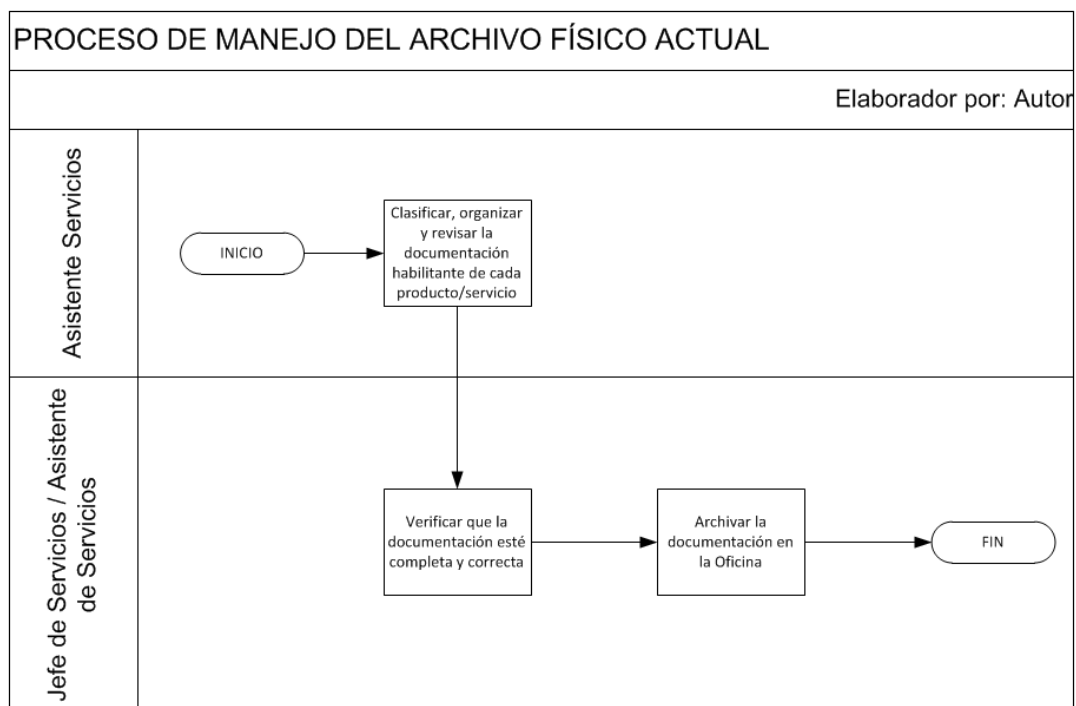 PROCESO DE MANEJO DEL ARCHIVO FÍSICO ACTUAL
Elaborador por: Autor
Asistente Servicios
INICIO
Clasificar, organizar
y revisar la
documentación
habilitante de cada
producto/servicio
Jefe de Servicios / Asistente
de Servicios
Verificar que la
documentación esté
completa y correcta
Archivar la
documentación en
la Oficina
FIN